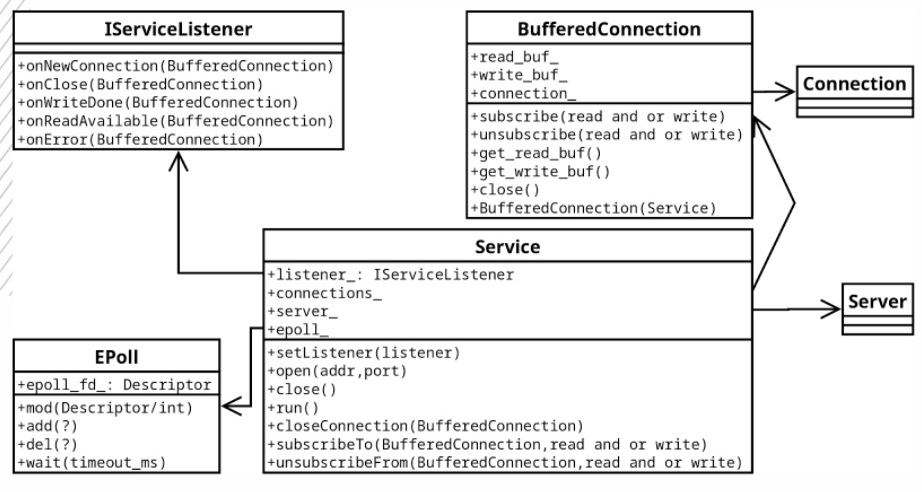 IServiceListener
+onNewConnection(BufferedConnection)
+onClose(BufferedConnection)
+onWriteDone(BufferedConnection)
+onReadAvailable(BufferedConnection)
+onError(BufferedConnection)
BufferedConnection
+read_buf_
+write_buf_
+connection_
+subscribe(read and or write)
+unsubscribe(read and or write)
+get_read_buf()
+get_write_buf()
+close()
+BufferedConnection(Service)
Connection
Service
+listener_: IServiceListener
+connections_
+server_
+epoll_
+setListener(listener)
+open(addr,port)
+close()
+run()
+closeConnection(BufferedConnection)
+subscribeTo(BufferedConnection,read and or write)
+unsubscribeFrom(BufferedConnection,read and or write)
Server
EPoll
+epoll_fd_: Descriptor
+mod(Descriptor/int)
+add(?)
+del(?)
+wait(timeout_ms)